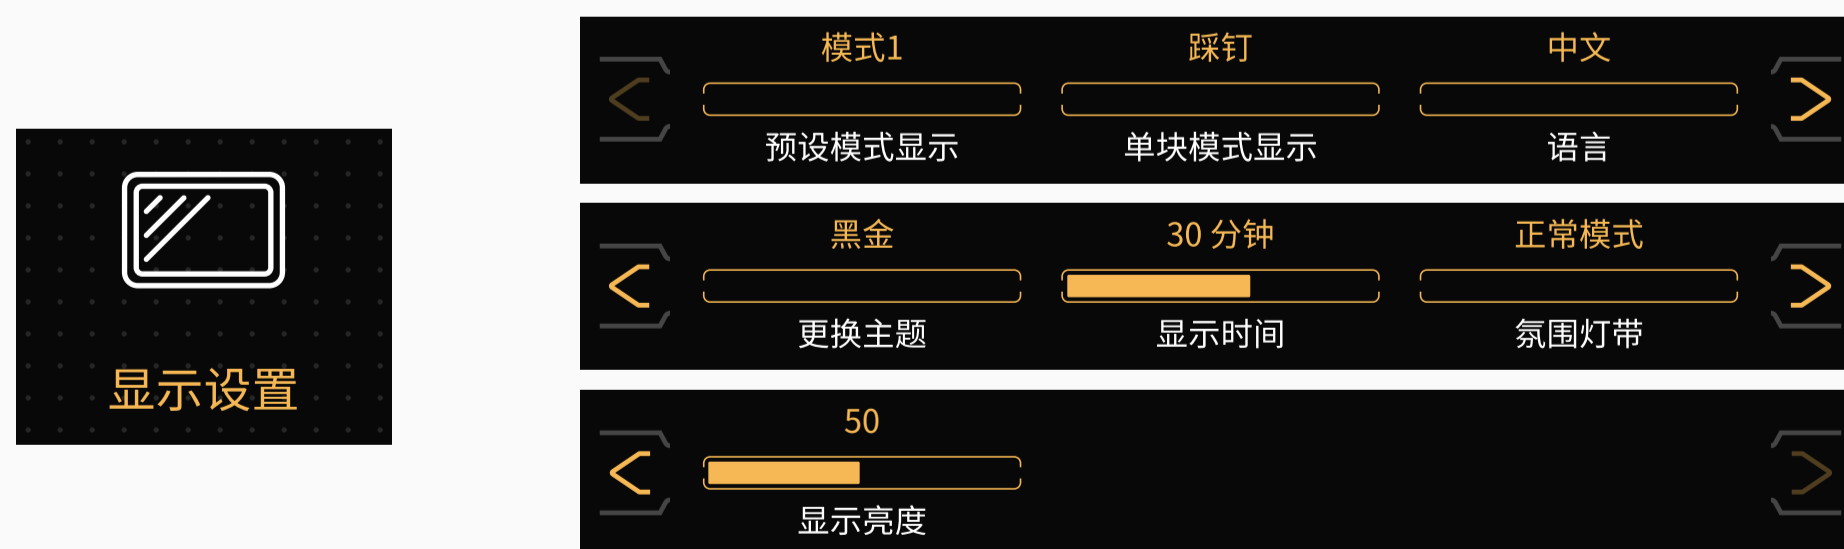 显示设置
模式1 踩钉 中文
预设模式显示 单块模式显示 语言
黑金 30 分钟 正常模式
更换主题 显示时间 氛围灯带
50
显示亮度